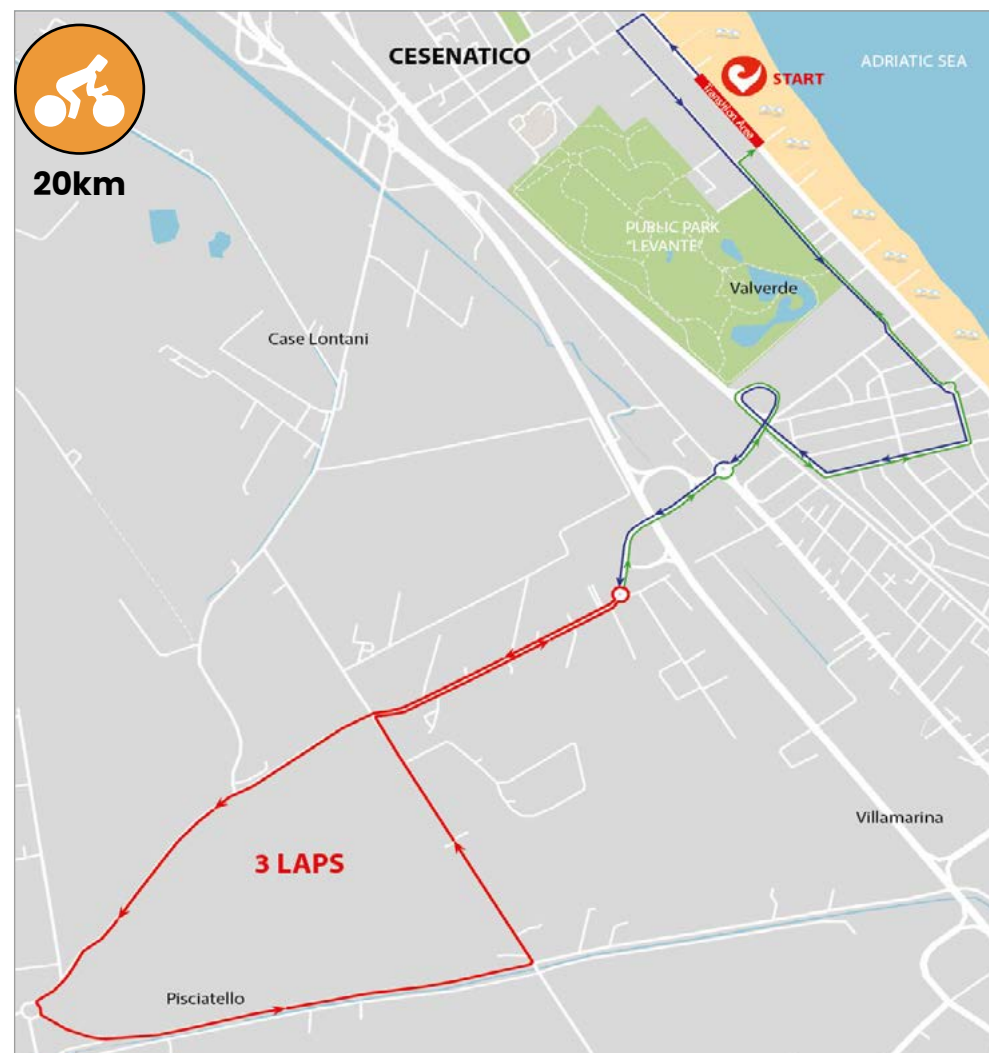 CESENATICO
ADRIATIC SEA
START
Transition Area
20km
PUBLIC PARK
"LEVANTE"
Valverde
Case Lontani
Villamarina
3 LAPS
Pisciatello